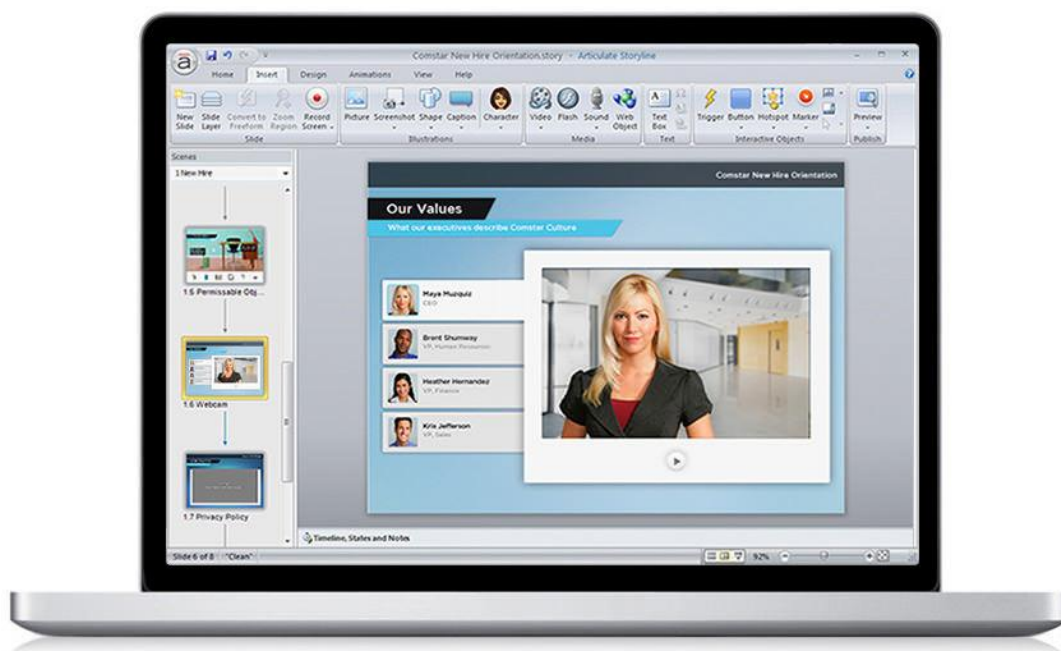 Comstar New Hire Orientation.story - Articulate Storyline
Home Insert Design Animations View Help
New Slide
Slide Layer
Convert to Freeform
Zoom Region
Record Screen
Picture Screenshot Shape Caption Character
Video Flash Sound Web Object
Text Box
Trigger Button Hotspot Marker
Preview
Slide Illustrations Media Text Interactive Objects Publish
Scenes
1 New Hire
1.6 Permissable Obj...
1.6 Webcam
1.7 Privacy Policy
Comstar New Hire Orientation
Our Values
What our executives describe Comster Culture
Maya Muzquiz
CEO
Brent Shumway
VP, Human Resources
Heather Hernandez
VP, Finance
Kris Jefferson
VP, Sales
Timeline, States and Notes
Slide 6 of 8 "Clean"
92%